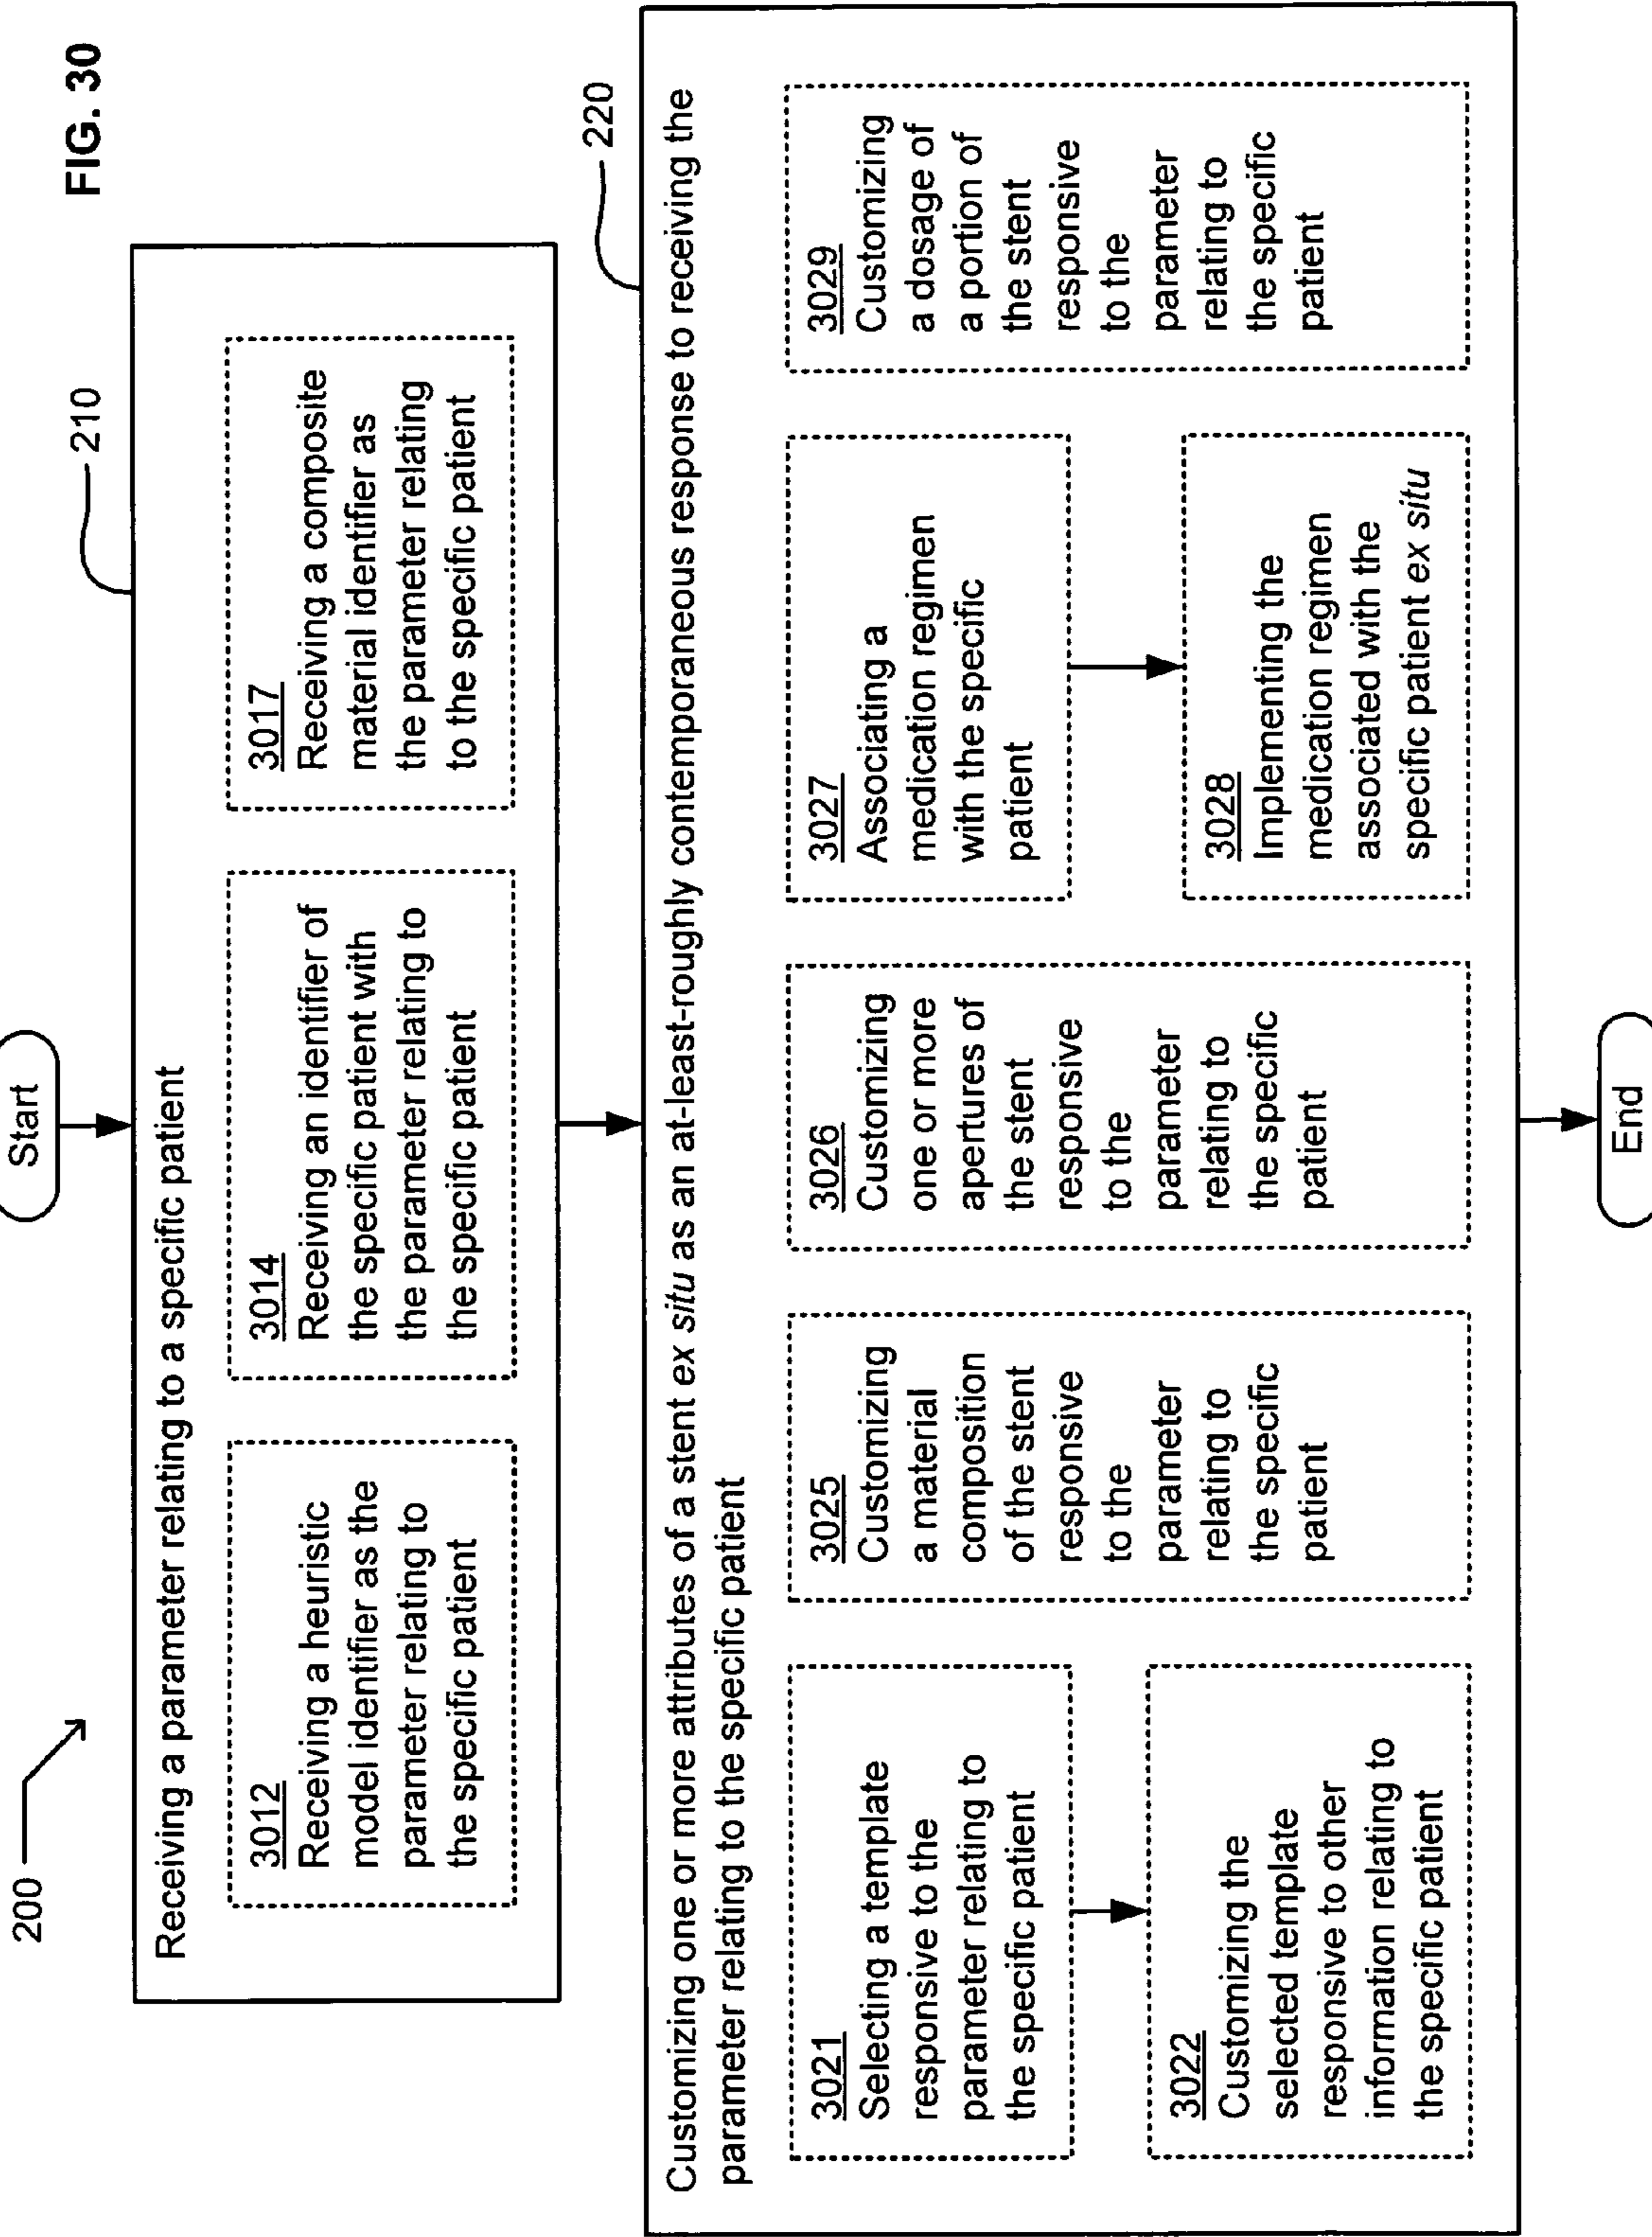 FIG. 30
200
Start
210
Receiving a parameter relating to a specific patient
3012
Receiving a heuristic
model identifier as the
parameter relating to
the specific patient
3014
Receiving an identifier of
the specific patient with
the parameter relating to
the specific patient
3017
Receiving a composite
material identifier as
the parameter relating
to the specific patient
220
Customizing one or more attributes of a stent ex situ as an at-least-roughly contemporaneous response to receiving the
parameter relating to the specific patient
3021
Selecting a template
responsive to the
parameter relating to
the specific patient
3022
Customizing the
selected template
responsive to other
information relating to
the specific patient
3025
Customizing
a material
composition
of the stent
responsive
to the
parameter
relating to
the specific
patient
3026
Customizing
one or more
apertures of
the stent
responsive
to the
parameter
relating to
the specific
patient
3027
Associating a
medication regimen
with the specific
patient
3028
Implementing the
medication regimen
associated with the
specific patient ex situ
3029
Customizing
a dosage of
a portion of
the stent
responsive
to the
parameter
relating to
the specific
patient
End